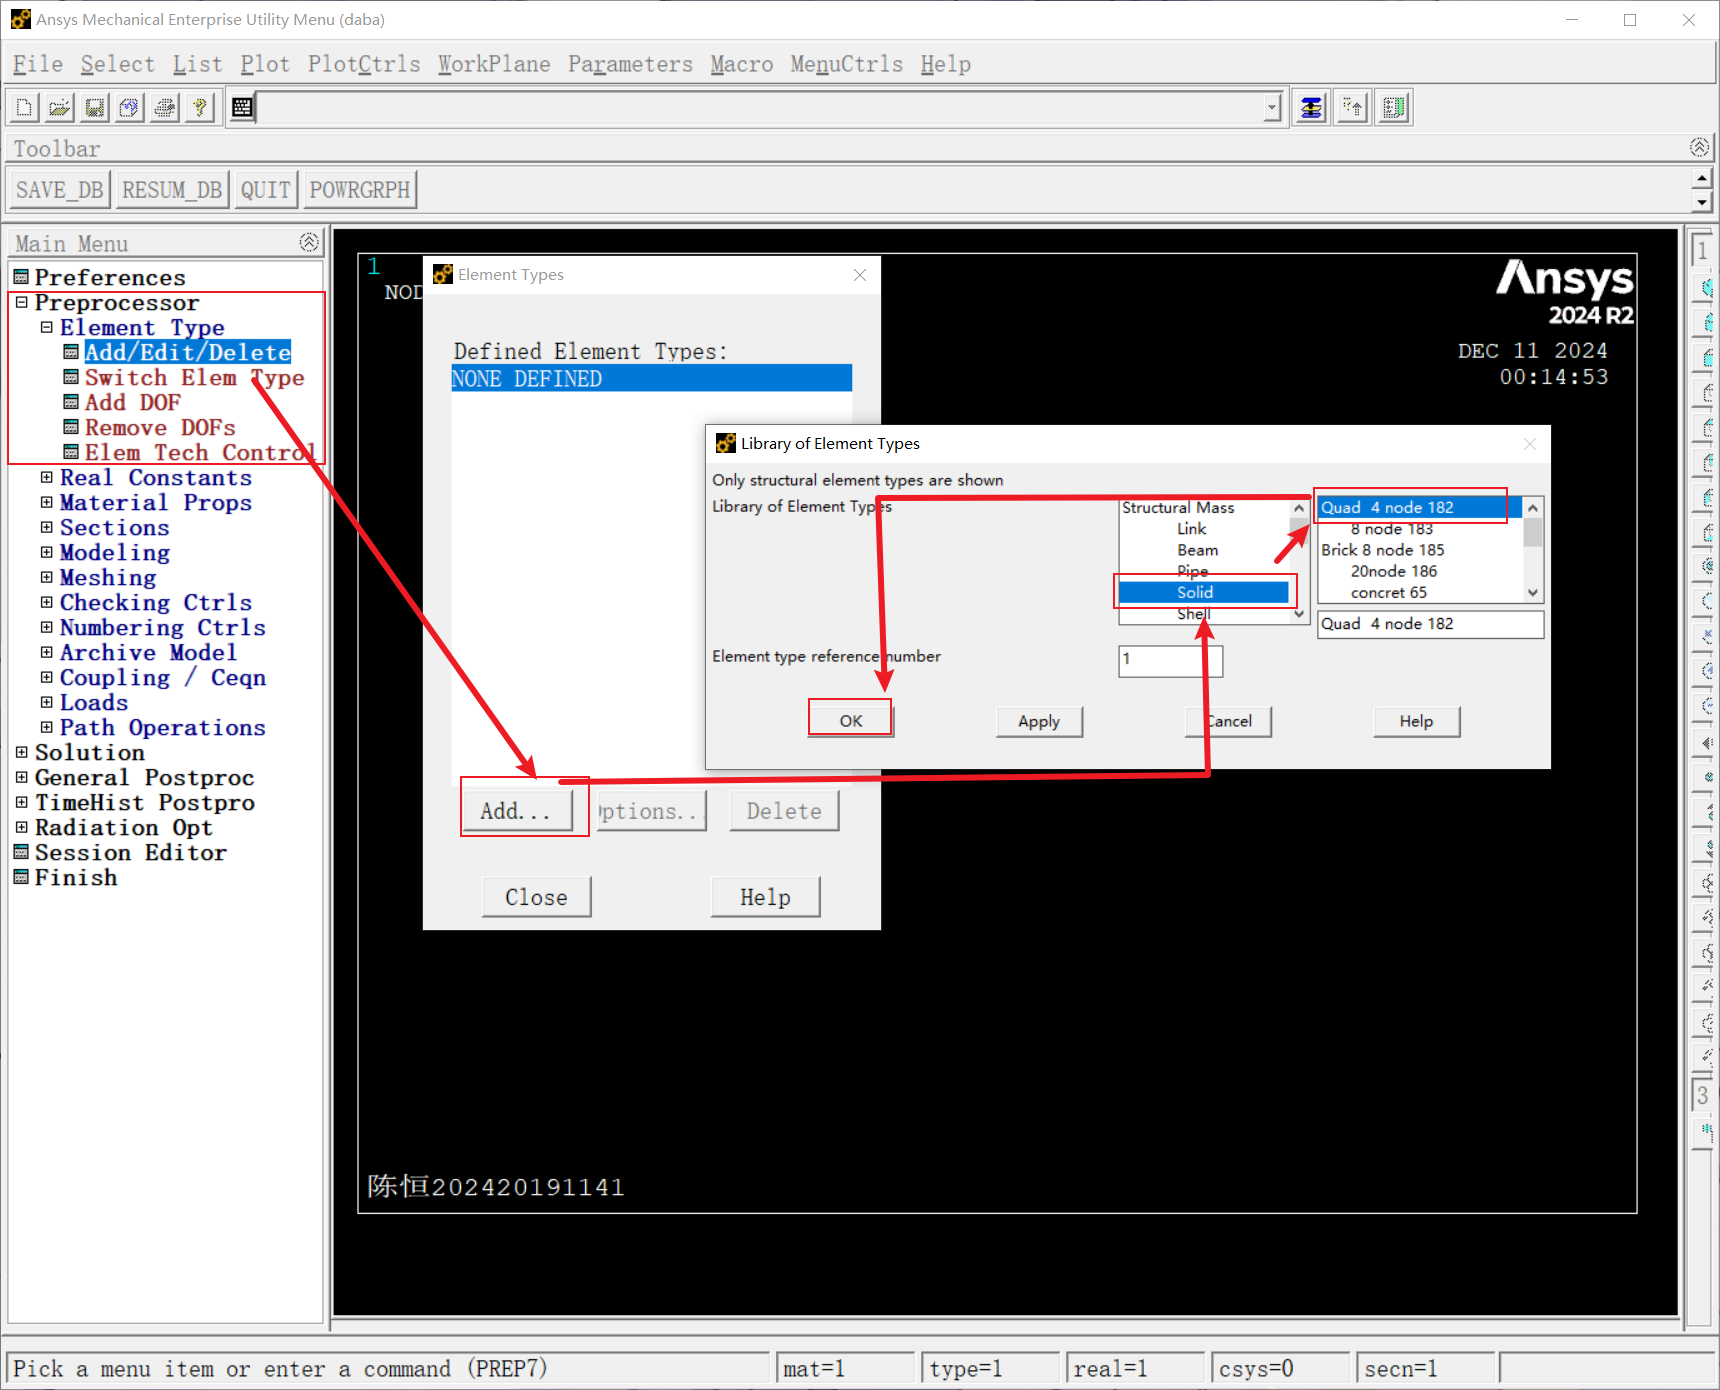 Ansys Mechanical Enterprise Utility Menu (daba)
File Select List Plot PlotCtrls WorkPlane Parameters Macro MenuCtrls Help
Toolbar
SAVE_DB RESUM_DB QUIT POWRGRPH
Main Menu
Preferences
Preprocessor
Element Type
Add/Edit/Delete
Switch Elem Type
Add DOF
Remove DOFs
Elem Tech Control
Real Constants
Material Props
Sections
Modeling
Meshing
Checking Ctrls
Numbering Ctrls
Archive Model
Coupling / Ceqn
Loads
Path Operations
Solution
General Postproc
TimeHist Postpro
Radiation Opt
Session Editor
Finish
1
NOD
Ansys
2024 R2
DEC 11 2024
00:14:53
Element Types
Defined Element Types:
NONE DEFINED
Add... Options... Delete
Close Help
Library of Element Types
Only structural element types are shown
Library of Element Types
Structural Mass
Link
Beam
Pipe
Solid
Shell
Quad 4 node 182
8 node 183
Brick 8 node 185
20node 186
concret 65
Quad 4 node 182
Element type reference number
1
OK Apply Cancel Help
陈恒202420191141
1
3
Pick a menu item or enter a command (PREP7)
mat=1 type=1 real=1 csys=0 secn=1